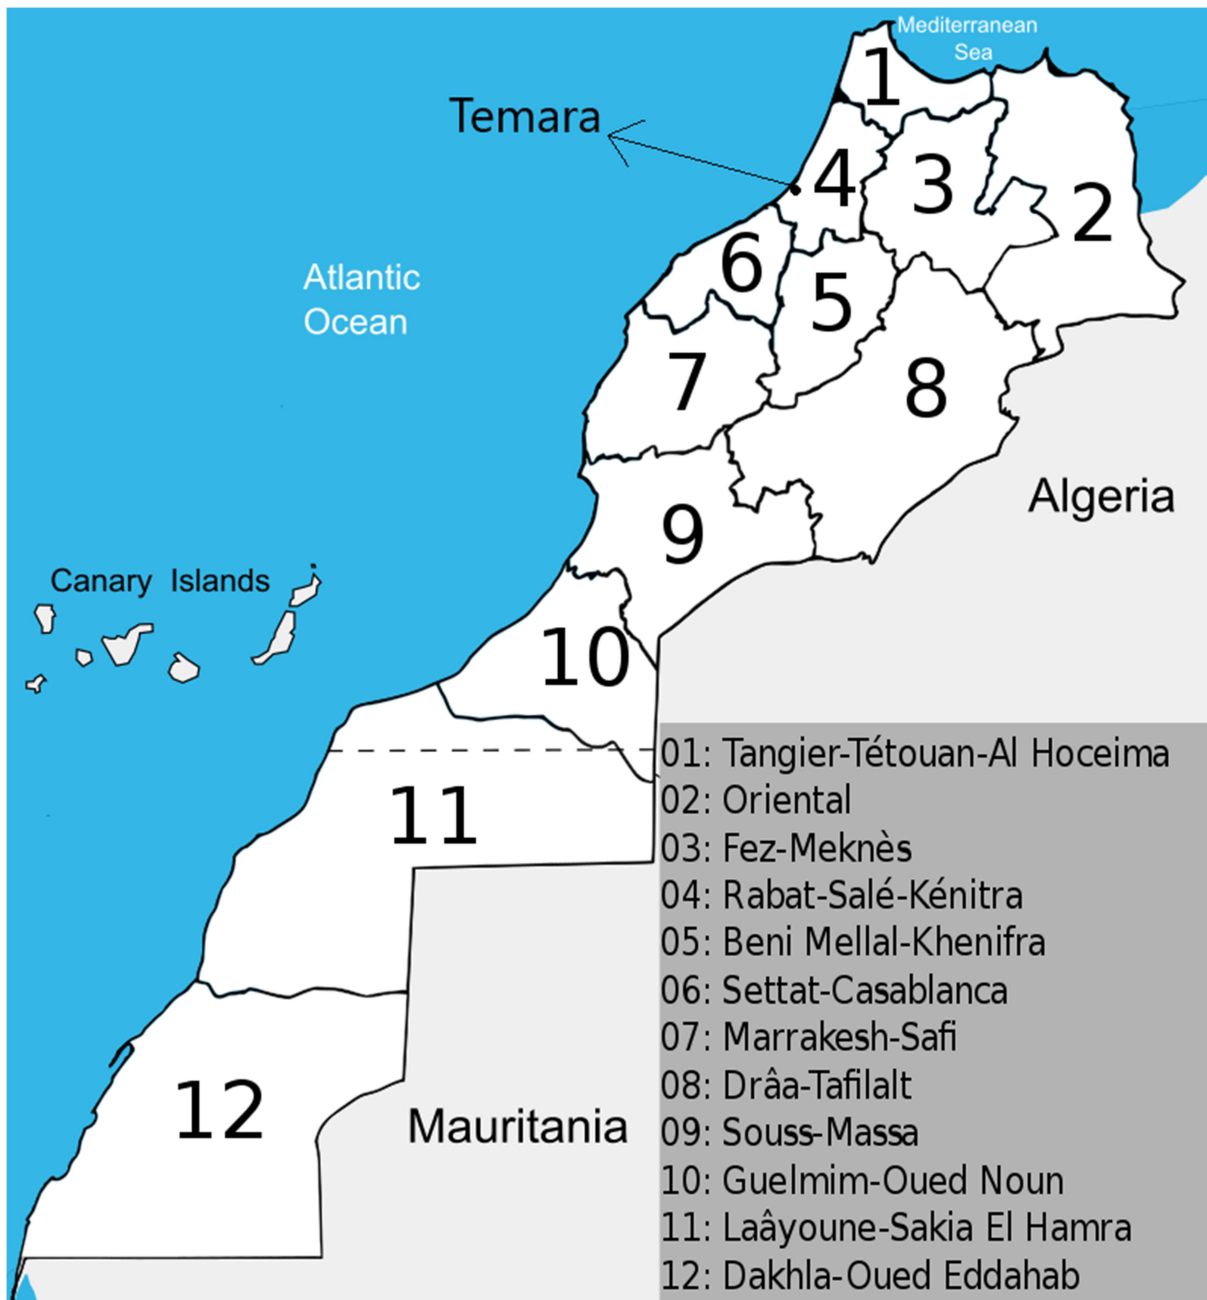 Mediterranean
Sea
1
Temara
4
3
2
6
5
Atlantic
Ocean
7
8
Algeria
9
Canary Islands
10
11
12
Mauritania
01: Tangier-Tétouan-Al Hoceima
02: Oriental
03: Fez-Meknès
04: Rabat-Salé-Kénitra
05: Beni Mellal-Khenifra
06: Settat-Casablanca
07: Marrakesh-Safi
08: Drâa-Tafilalt
09: Souss-Massa
10: Guelmim-Oued Noun
11: Laâyoune-Sakia El Hamra
12: Dakhla-Oued Eddahab